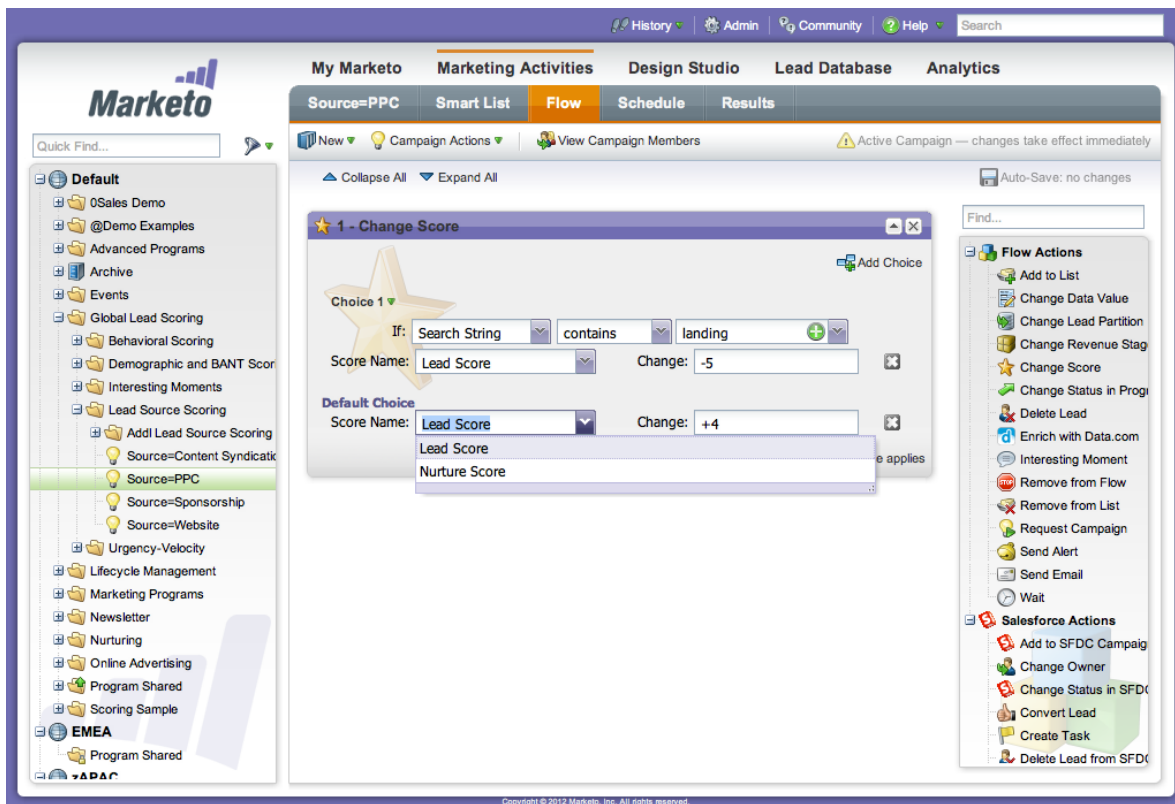 History Admin Community Help Search
Marketo
My Marketo Marketing Activities Design Studio Lead Database Analytics
Source=PPC Smart List Flow Schedule Results
Quick Find...
New Campaign Actions View Campaign Members Active Campaign — changes take effect immediately
Collapse All Expand All Auto-Save: no changes
Default
0Sales Demo
@Demo Examples
Advanced Programs
Archive
Events
Global Lead Scoring
Behavioral Scoring
Demographic and BANT Scori
Interesting Moments
Lead Source Scoring
Addl Lead Source Scoring
Source=Content Syndicatio
Source=PPC
Source=Sponsorship
Source=Website
Urgency-Velocity
Lifecycle Management
Marketing Programs
Newsletter
Nurturing
Online Advertising
Program Shared
Scoring Sample
EMEA
Program Shared
zAPAC
1 - Change Score
Add Choice
Choice 1
If: Search String contains landing
Score Name: Lead Score Change: -5
Default Choice
Score Name: Lead Score Change: +4
Lead Score
Nurture Score
e applies
Find...
Flow Actions
Add to List
Change Data Value
Change Lead Partition
Change Revenue Stag
Change Score
Change Status in Progr
Delete Lead
Enrich with Data.com
Interesting Moment
Remove from Flow
Remove from List
Request Campaign
Send Alert
Send Email
Wait
Salesforce Actions
Add to SFDC Campaig
Change Owner
Change Status in SFDC
Convert Lead
Create Task
Delete Lead from SFDC
Copyright © 2012 Marketo, Inc. All rights reserved.